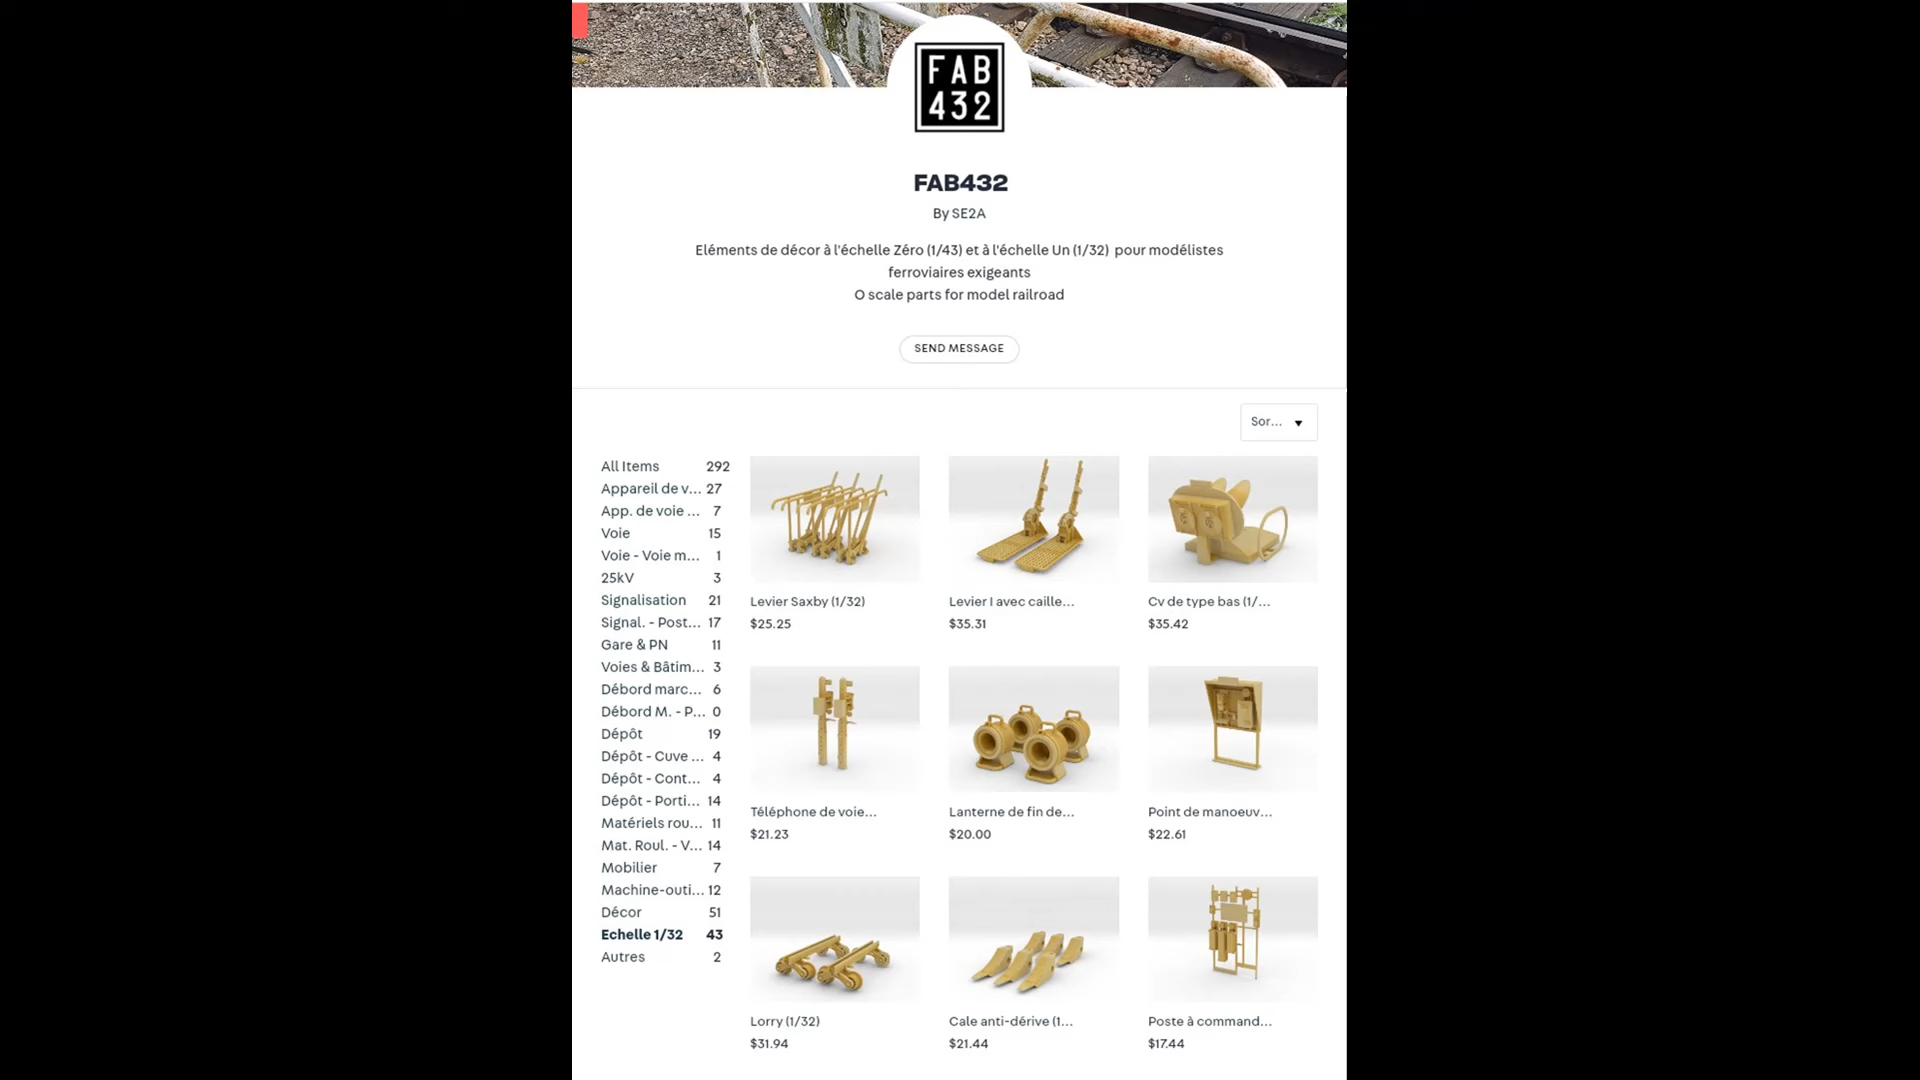 FAB
432
FAB432
By SE2A
Eléments de décor à l'échelle Zéro (1/43) et à l'échelle Un (1/32) pour modélistes
ferroviaires exigeants
O scale parts for model railroad
SEND MESSAGE
Sor...
All Items 292
Appareil de v... 27
App. de voie ... 7
Voie 15
Voie - Voie m... 1
25kV 3
Signalisation 21
Signal. - Post... 17
Gare & PN 11
Voies & Bâtim... 3
Débord marc... 6
Débord M. - P... 0
Dépôt 19
Dépôt - Cuve ... 4
Dépôt - Cont... 4
Dépôt - Porti... 14
Matériels rou... 11
Mat. Roul. - V... 14
Mobilier 7
Machine-outi... 12
Décor 51
Echelle 1/32 43
Autres 2
Levier Saxby (1/32)
$25.25
Levier I avec caille...
$35.31
Cv de type bas (1/...
$35.42
Téléphone de voie...
$21.23
Lanterne de fin de...
$20.00
Point de manoeuv...
$22.61
Lorry (1/32)
$31.94
Cale anti-dérive (1...
$21.44
Poste à command...
$17.44